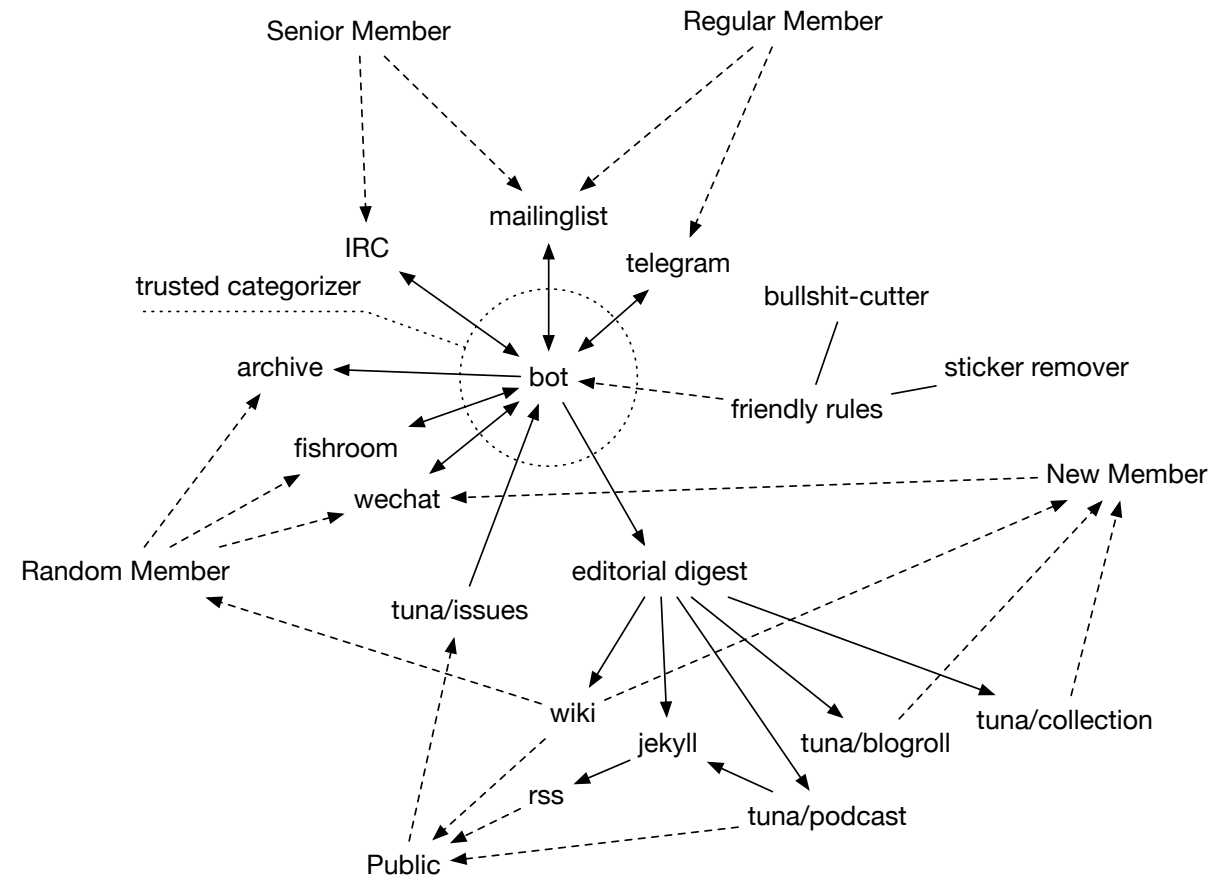 Senior Member
Regular Member
mailinglist
IRC
telegram
trusted categorizer
bullshit-cutter
archive
bot
sticker remover
friendly rules
fishroom
wechat
New Member
Random Member
editorial digest
tuna/issues
wiki
tuna/collection
jekyll
tuna/blogroll
rss
tuna/podcast
Public